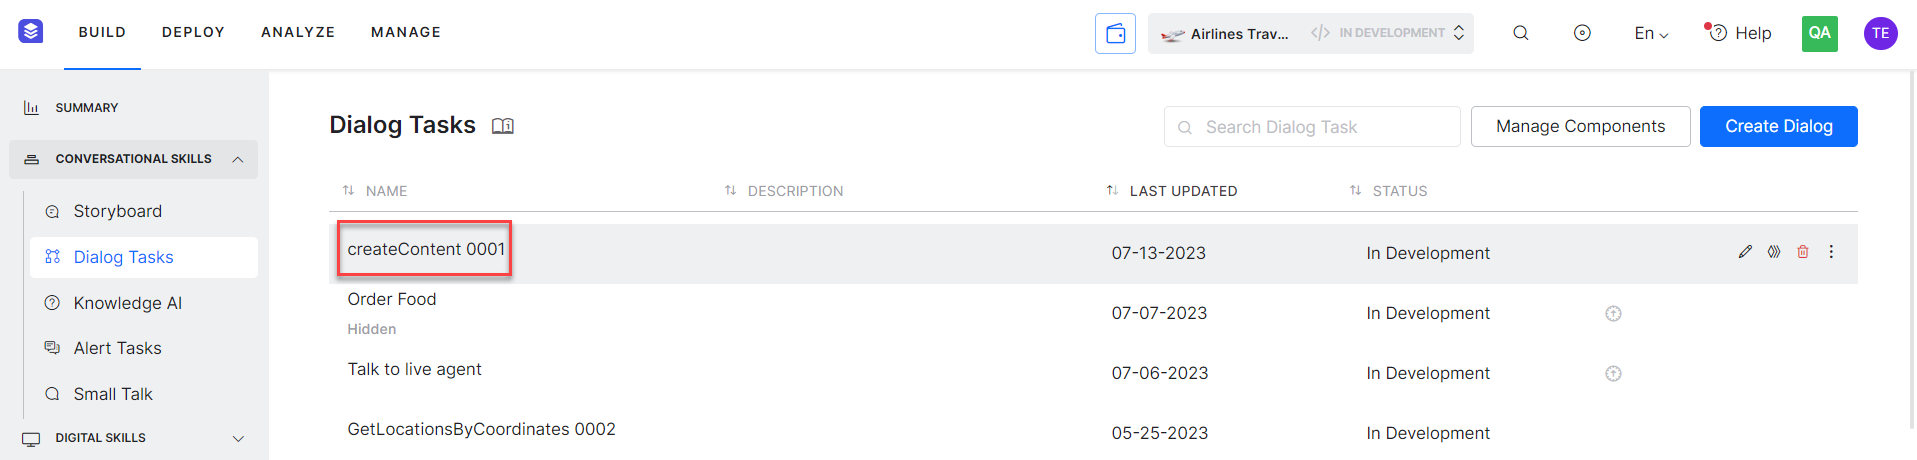 BUILD DEPLOY ANALYZE MANAGE Airlines Trav... </> IN DEVELOPMENT En Help QA TE
SUMMARY
CONVERSATIONAL SKILLS
Storyboard
Dialog Tasks
Knowledge AI
Alert Tasks
Small Talk
DIGITAL SKILLS
Dialog Tasks Search Dialog Task Manage Components Create Dialog
NAME DESCRIPTION LAST UPDATED STATUS
createContent 0001 07-13-2023 In Development
Order Food 07-07-2023 In Development
Hidden
Talk to live agent 07-06-2023 In Development
GetLocationsByCoordinates 0002 05-25-2023 In Development